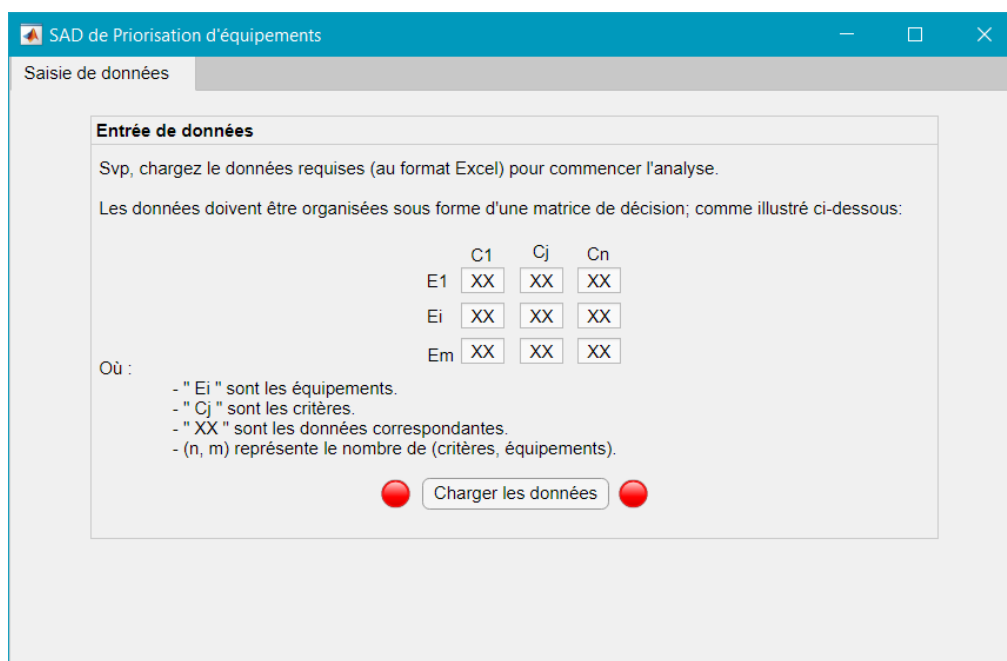 SAD de Priorisation d'équipements
Saisie de données
Entrée de données
Svp, chargez le données requises (au format Excel) pour commencer l'analyse.
Les données doivent être organisées sous forme d'une matrice de décision; comme illustré ci-dessous:
C1 Cj Cn
E1 XX XX XX
Ei XX XX XX
Em XX XX XX
Où :
- " Ei " sont les équipements.
- " Cj " sont les critères.
- " XX " sont les données correspondantes.
- (n, m) représente le nombre de (critères, équipements).
Charger les données